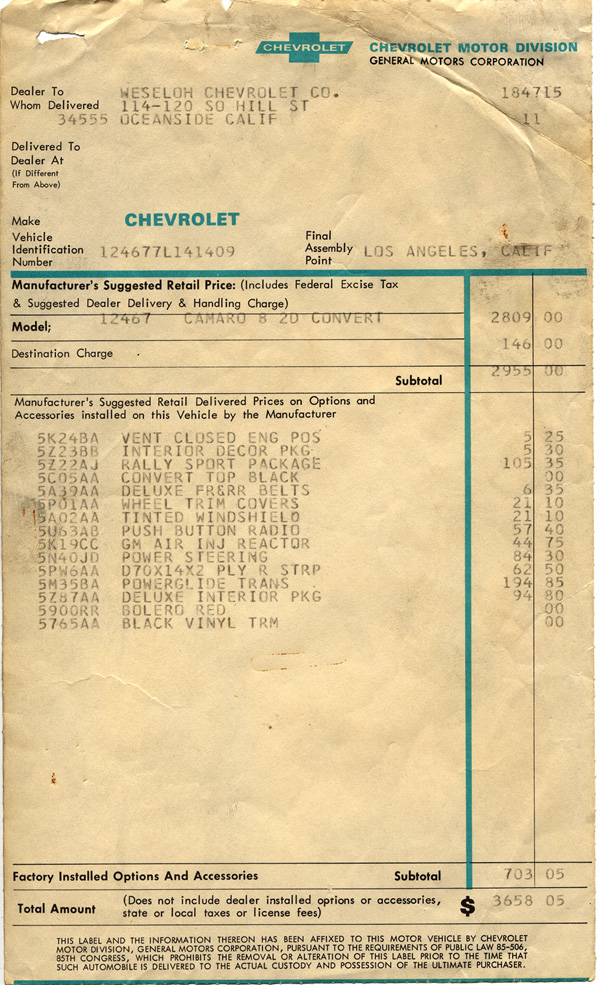 CHEVROLET
CHEVROLET MOTOR DIVISION
GENERAL MOTORS CORPORATION
Dealer To WESELOH CHEVROLET CO. 184715
Whom Delivered 114-120 SO HILL ST
34555 OCEANSIDE CALIF 11
Delivered To
Dealer At
(If Different
From Above)
Make CHEVROLET
Vehicle
Identification
Number 124677L141409
Final
Assembly
Point LOS ANGELES, CALIF
Manufacturer's Suggested Retail Price: (Includes Federal Excise Tax
& Suggested Dealer Delivery & Handling Charge)
Model; 12467 CAMARO 8 2D CONVERT 2809 00
Destination Charge 146 00
Subtotal 2955 00
Manufacturer's Suggested Retail Delivered Prices on Options and
Accessories installed on this Vehicle by the Manufacturer
5K24BA VENT CLOSED ENG POS 5 25
5Z23BB INTERIOR DECOR PKG 5 30
5Z22AJ RALLY SPORT PACKAGE 105 35
5C05AA CONVERT TOP BLACK 00
5A39AA DELUXE FR&RR BELTS 6 35
5P01AA WHEEL TRIM COVERS 21 10
5A02AA TINTED WINDSHIELD 21 10
5U63AB PUSH BUTTON RADIO 57 40
5K19CC GM AIR INJ REACTOR 44 75
5N40JD POWER STEERING 84 30
5PW6AA D70X14X2 PLY R STRP 62 50
5M35BA POWERGLIDE TRANS 194 85
5Z87AA DELUXE INTERIOR PKG 94 80
5900RR BOLERO RED 00
5765AA BLACK VINYL TRM 00
Factory Installed Options And Accessories Subtotal 703 05
Total Amount (Does not include dealer installed options or accessories,
state or local taxes or license fees) $ 3658 05
THIS LABEL AND THE INFORMATION THEREON HAS BEEN AFFIXED TO THIS MOTOR VEHICLE BY CHEVROLET
MOTOR DIVISION, GENERAL MOTORS CORPORATION, PURSUANT TO THE REQUIREMENTS OF PUBLIC LAW 85-506,
85TH CONGRESS, WHICH PROHIBITS THE REMOVAL OR ALTERATION OF THIS LABEL PRIOR TO THE TIME THAT
SUCH AUTOMOBILE IS DELIVERED TO THE ACTUAL CUSTODY AND POSSESSION OF THE ULTIMATE PURCHASER.